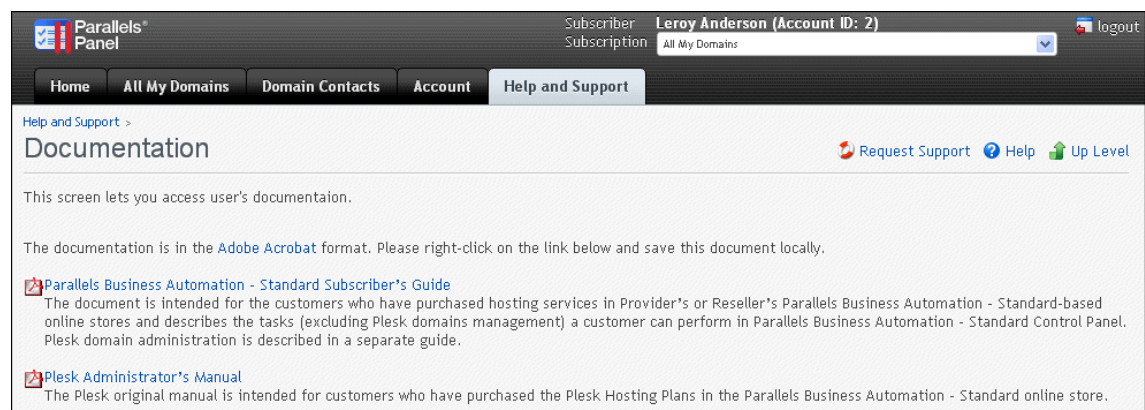 Parallels®
Panel
Subscriber Leroy Anderson (Account ID: 2)
Subscription All My Domains
logout
Home All My Domains Domain Contacts Account Help and Support
Help and Support >
Documentation
Request Support Help Up Level
This screen lets you access user's documentaion.
The documentation is in the Adobe Acrobat format. Please right-click on the link below and save this document locally.
Parallels Business Automation - Standard Subscriber's Guide
The document is intended for the customers who have purchased hosting services in Provider's or Reseller's Parallels Business Automation - Standard-based
online stores and describes the tasks (excluding Plesk domains management) a customer can perform in Parallels Business Automation - Standard Control Panel.
Plesk domain administration is described in a separate guide.
Plesk Administrator's Manual
The Plesk original manual is intended for customers who have purchased the Plesk Hosting Plans in the Parallels Business Automation - Standard online store.